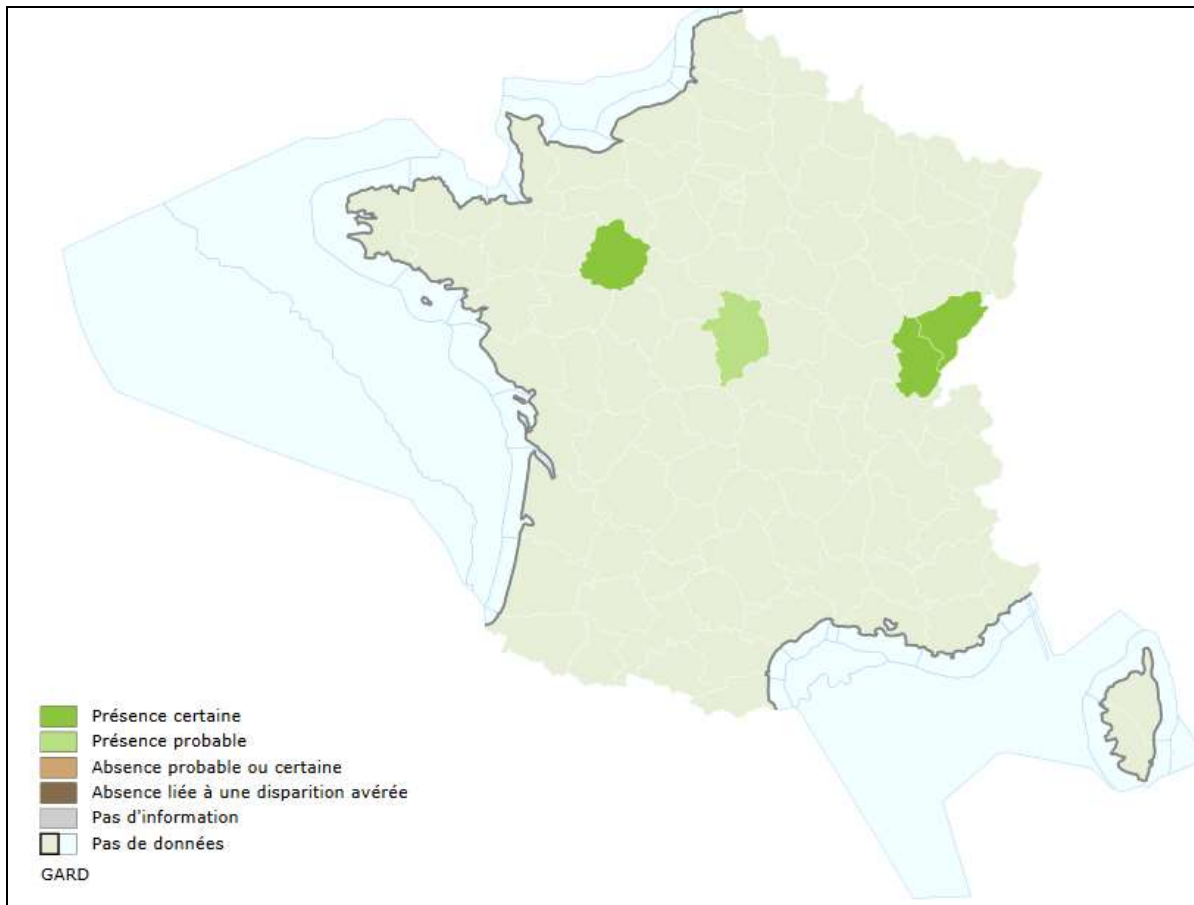 Présence certaine
Présence probable
Absence probable ou certaine
Absence liée à une disparition avérée
Pas d'information
Pas de données
GARD